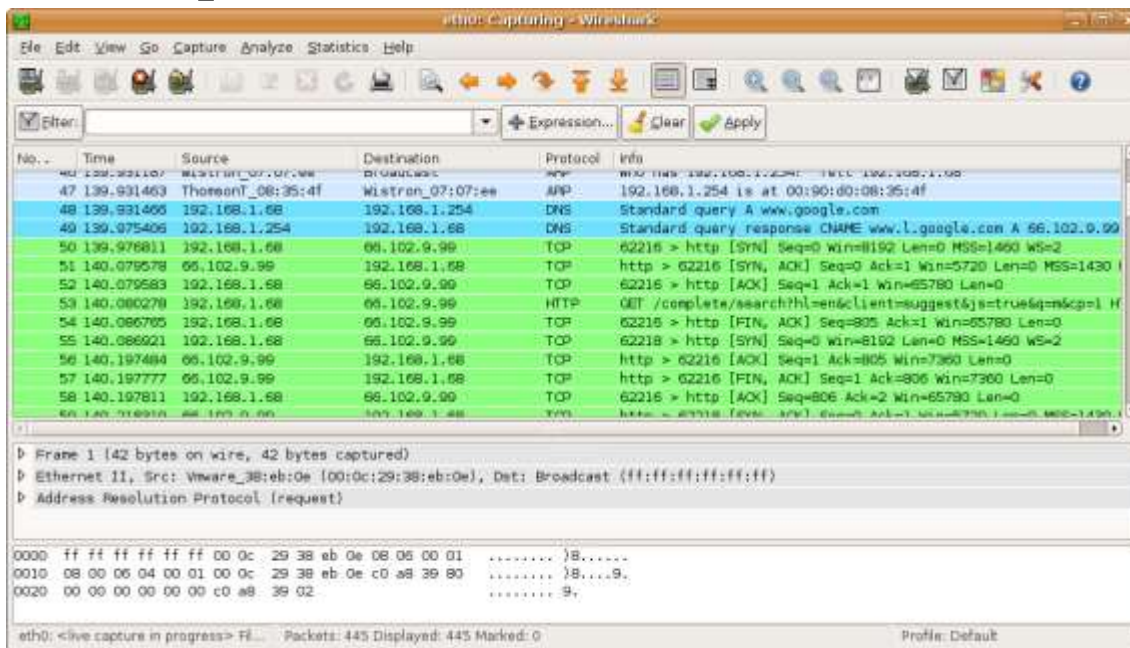 eth0: Capturing - Wireshark
File Edit View Go Capture Analyze Statistics Help
Filter: Expression... Clear Apply
No. . Time Source Destination Protocol Info
47 139.931463 ThomsonT_08:35:4f Wistron_07:07:ee ARP 192.168.1.254 is at 00:90:d0:08:35:4f
48 139.931466 192.168.1.68 192.168.1.254 DNS Standard query A www.google.com
49 139.975406 192.168.1.254 192.168.1.68 DNS Standard query response CNAME www.l.google.com A 66.102.9.99
50 139.976811 192.168.1.68 66.102.9.99 TCP 62216 > http [SYN] Seq=0 Win=8192 Len=0 MSS=1460 WS=2
51 140.079578 66.102.9.99 192.168.1.68 TCP http > 62216 [SYN, ACK] Seq=0 Ack=1 Win=5720 Len=0 MSS=1430
52 140.079583 192.168.1.68 66.102.9.99 TCP 62216 > http [ACK] Seq=1 Ack=1 Win=65780 Len=0
53 140.080278 192.168.1.68 66.102.9.99 HTTP GET /complete/search?hl=en&client=suggest&js=true&q=m&cp=1 H
54 140.086765 192.168.1.68 66.102.9.99 TCP 62216 > http [FIN, ACK] Seq=805 Ack=1 Win=65780 Len=0
55 140.086921 192.168.1.68 66.102.9.99 TCP 62218 > http [SYN] Seq=0 Win=8192 Len=0 MSS=1460 WS=2
56 140.197484 66.102.9.99 192.168.1.68 TCP http > 62216 [ACK] Seq=1 Ack=805 Win=7360 Len=0
57 140.197777 66.102.9.99 192.168.1.68 TCP http > 62216 [FIN, ACK] Seq=1 Ack=806 Win=7360 Len=0
58 140.197811 192.168.1.68 66.102.9.99 TCP 62216 > http [ACK] Seq=806 Ack=2 Win=65780 Len=0
Frame 1 (42 bytes on wire, 42 bytes captured)
Ethernet II, Src: Vmware_38:eb:0e (00:0c:29:38:eb:0e), Dst: Broadcast (ff:ff:ff:ff:ff:ff)
Address Resolution Protocol (request)
0000 ff ff ff ff ff ff 00 0c 29 38 eb 0e 08 06 00 01 ........ )8......
0010 08 00 06 04 00 01 00 0c 29 38 eb 0e c0 a8 39 80 ........ )8....9.
0020 00 00 00 00 00 00 c0 a8 39 02 ........ 9.
eth0: <live capture in progress> Fil... Packets: 445 Displayed: 445 Marked: 0 Profile: Default